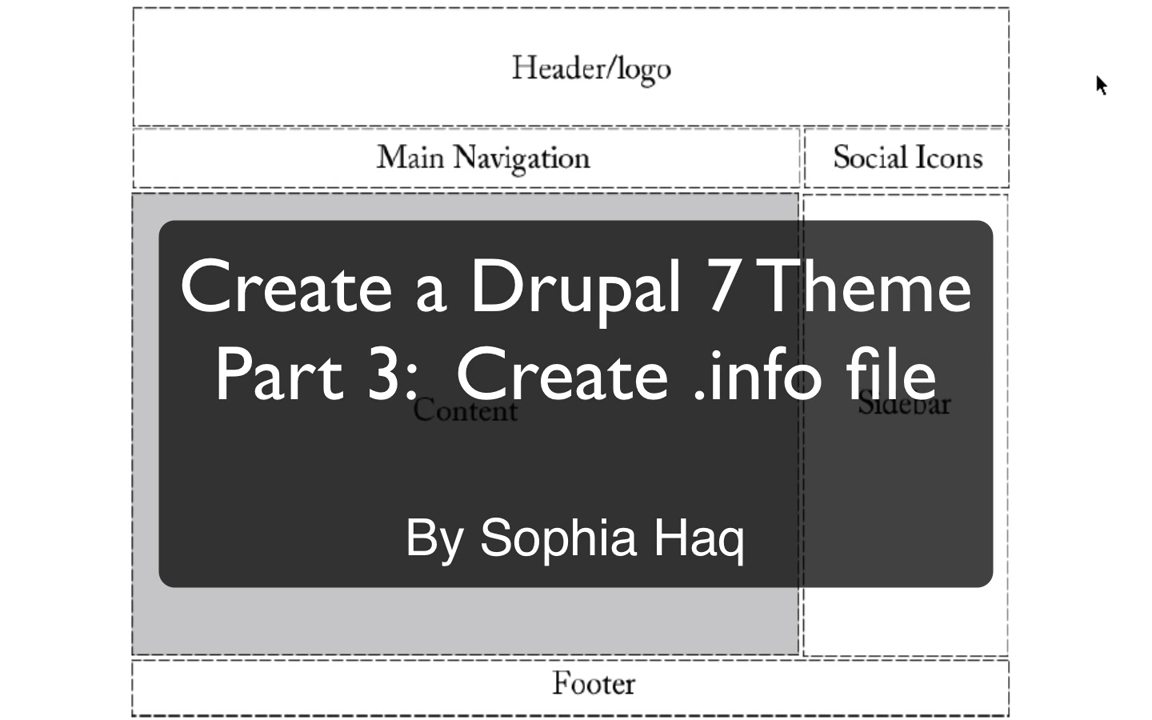 Header/logo
Main Navigation
Social Icons
Create a Drupal 7 Theme
Part 3: Create .info file
Content
Sidebar
By Sophia Haq
Footer